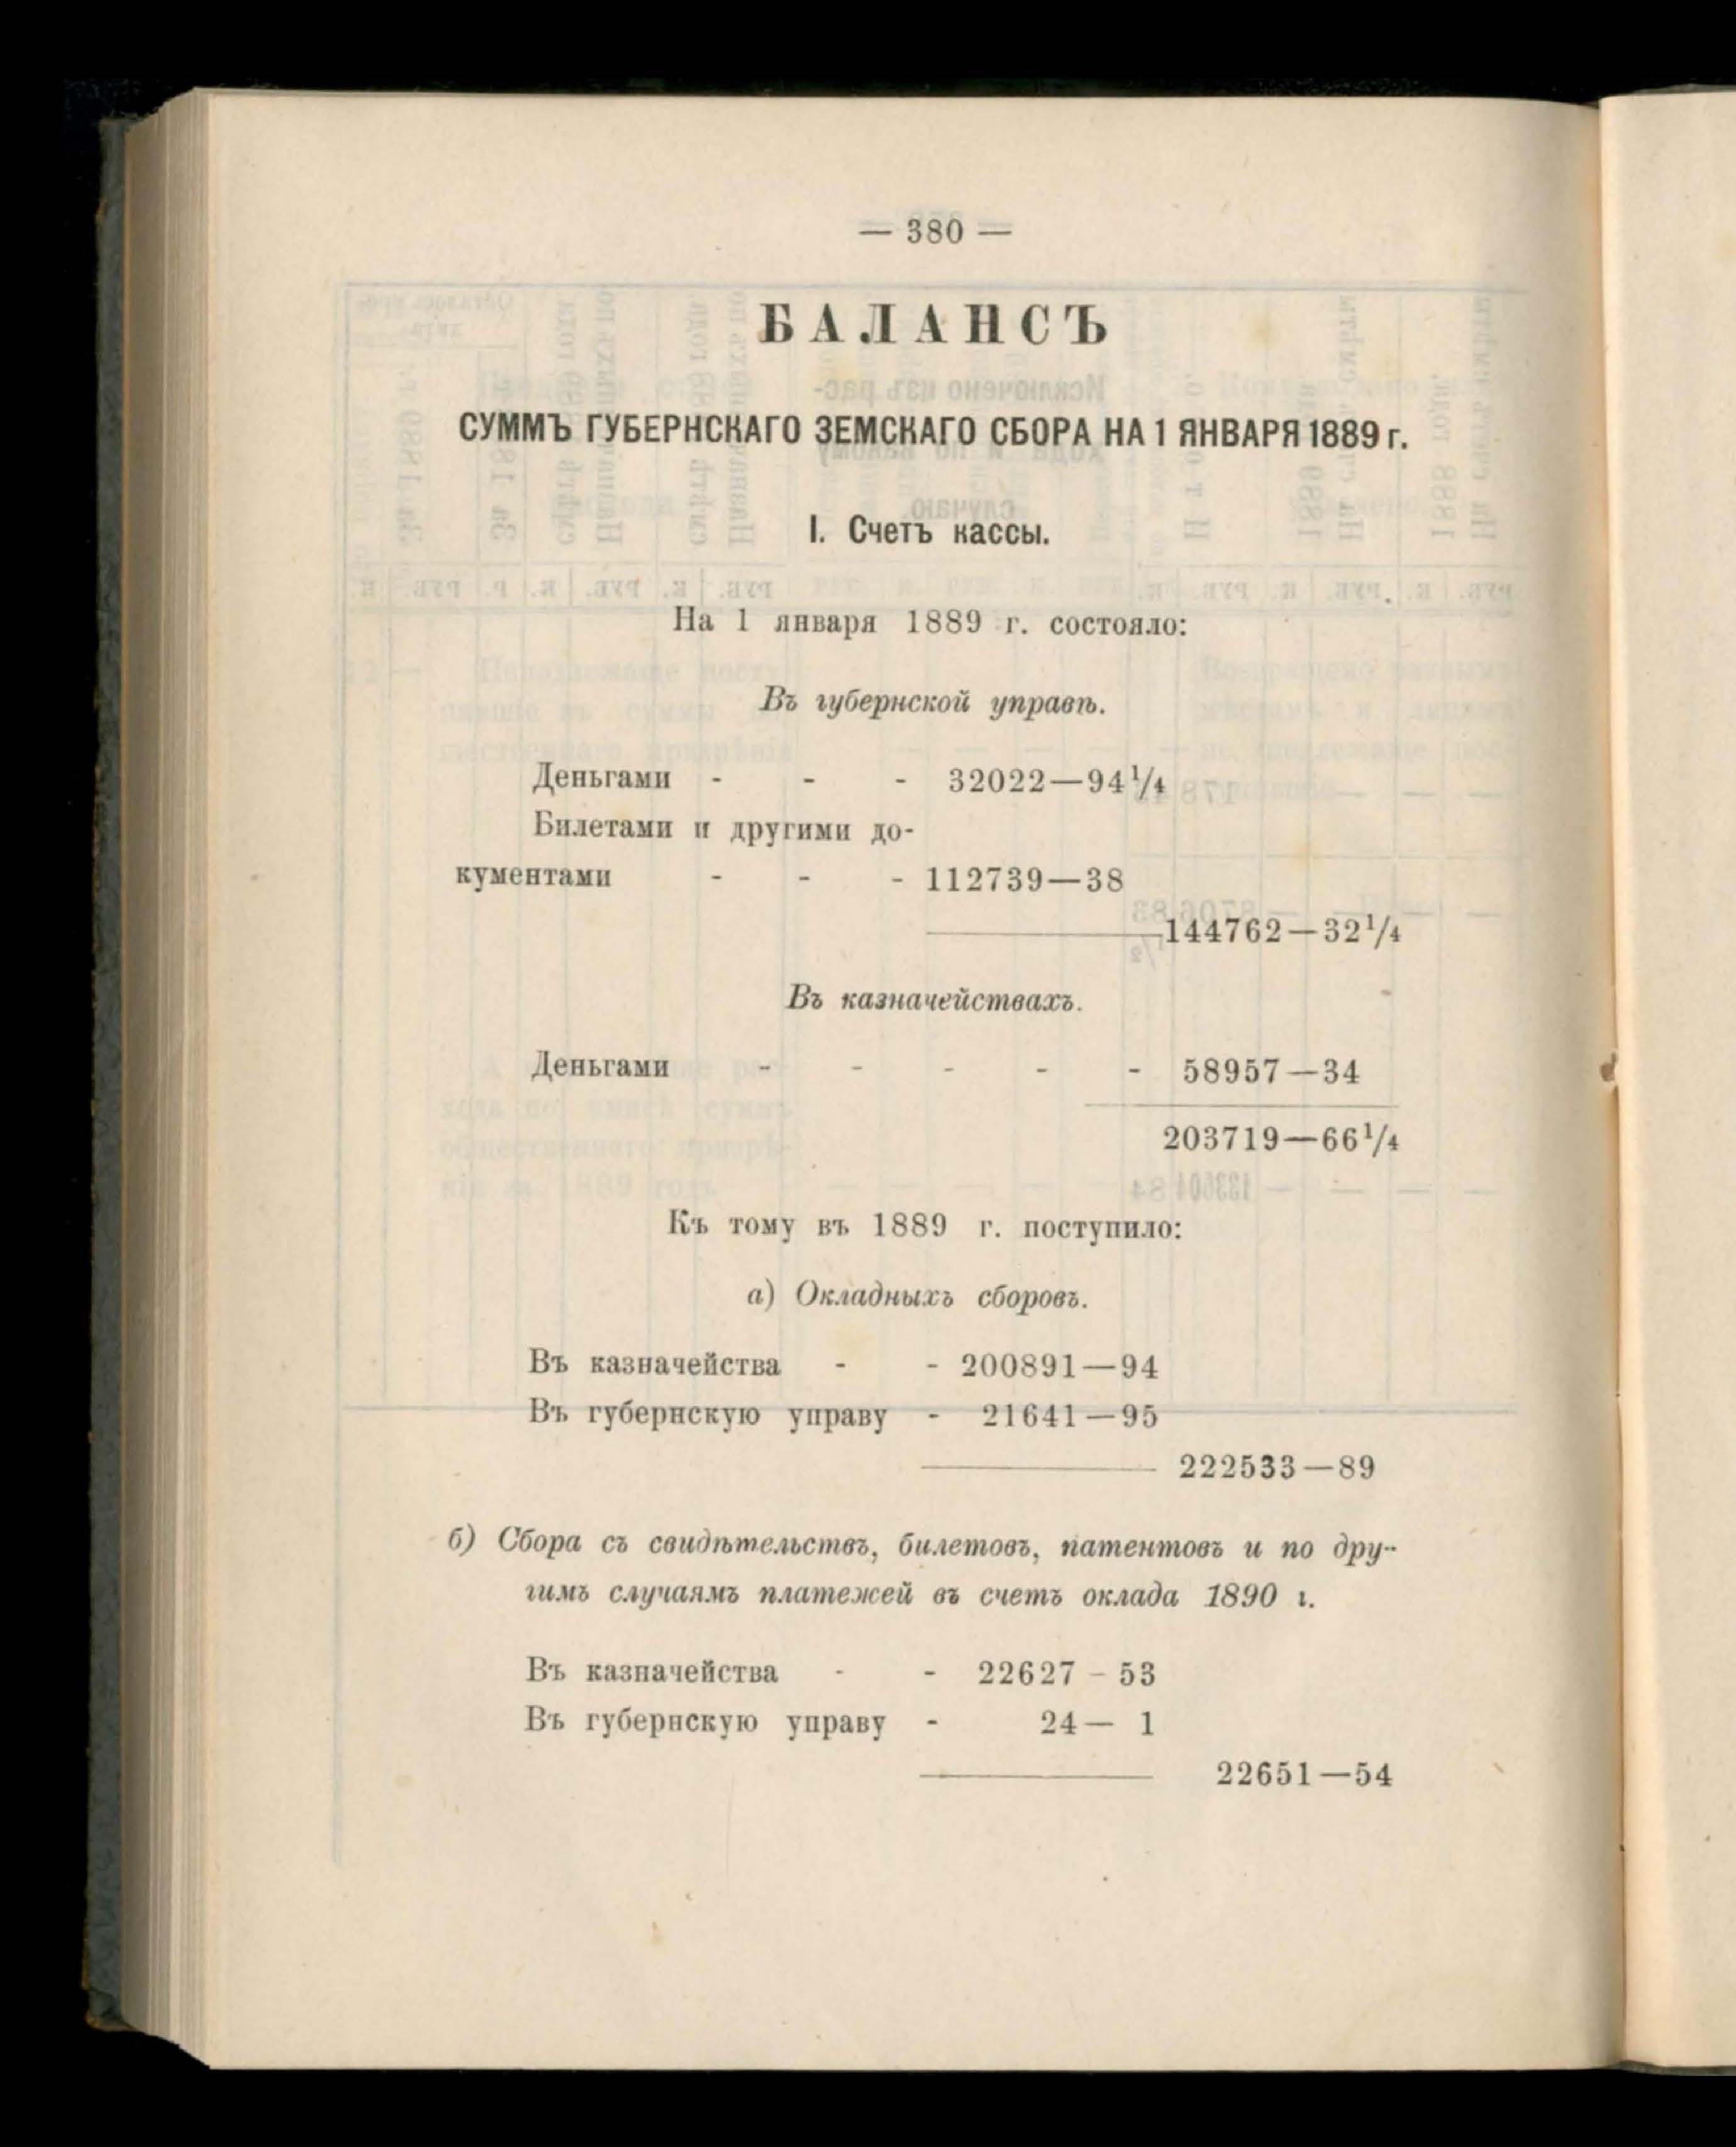 — 380 —
БАЛАНСЪ
СУММЪ ГУБЕРНСКАГО ЗЕМСКАГО СБОРА НА 1 ЯНВАРЯ 1889 г.
I. Счетъ кассы.
На 1 января 1889 г. состояло:
Въ губернской управѣ.
Деньгами - - - 32022—94¹/₄
Билетами и другими до-
кументами - - - 112739—38
144762—32¹/₄
Въ казначействахъ.
Деньгами - - - - - 58957—34
203719—66¹/₄
Къ тому въ 1889 г. поступило:
а) Окладныхъ сборовъ.
Въ казначейства - - 200891—94
Въ губернскую управу - 21641—95
222533—89
б) Сбора съ свидѣтельствъ, билетовъ, патентовъ и по дру-
гимъ случаямъ платежей въ счетъ оклада 1890 г.
Въ казначейства - - 22627 - 53
Въ губернскую управу - 24— 1
22651—54